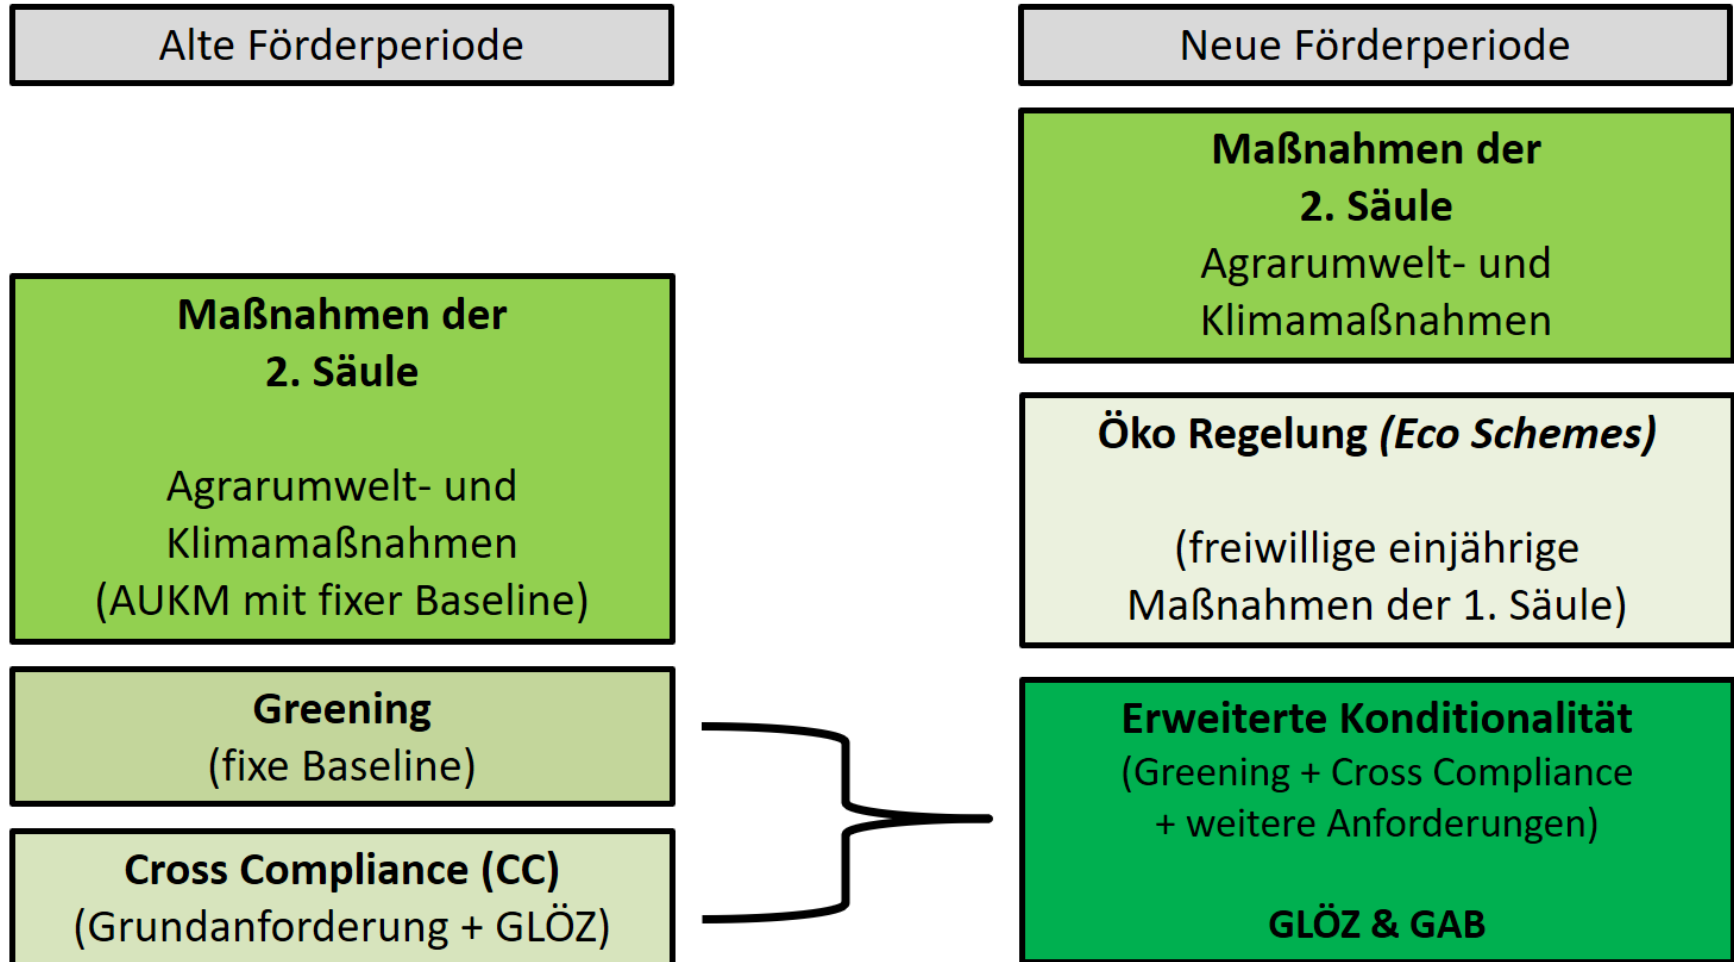 Alte Förderperiode
Maßnahmen der
2. Säule
Agrarumwelt- und
Klimamaßnahmen
(AUKM mit fixer Baseline)
Greening
(fixe Baseline)
Cross Compliance (CC)
(Grundanforderung + GLÖZ)
Neue Förderperiode
Maßnahmen der
2. Säule
Agrarumwelt- und
Klimamaßnahmen
Öko Regelung (Eco Schemes)
(freiwillige einjährige
Maßnahmen der 1. Säule)
Erweiterte Konditionalität
(Greening + Cross Compliance
+ weitere Anforderungen)
GLÖZ & GAB